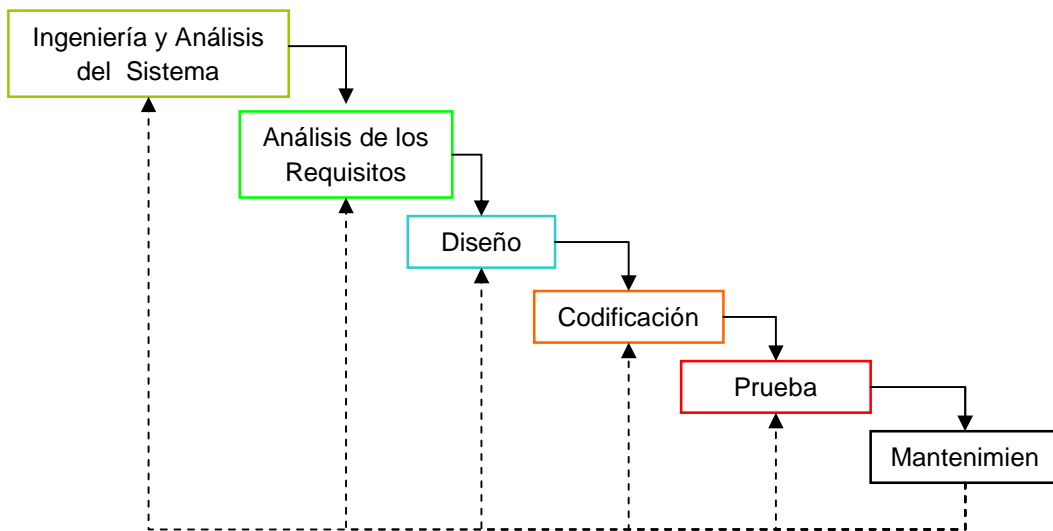 Ingeniería y Análisis
del Sistema
Análisis de los
Requisitos
Diseño
Codificación
Prueba
Mantenimien